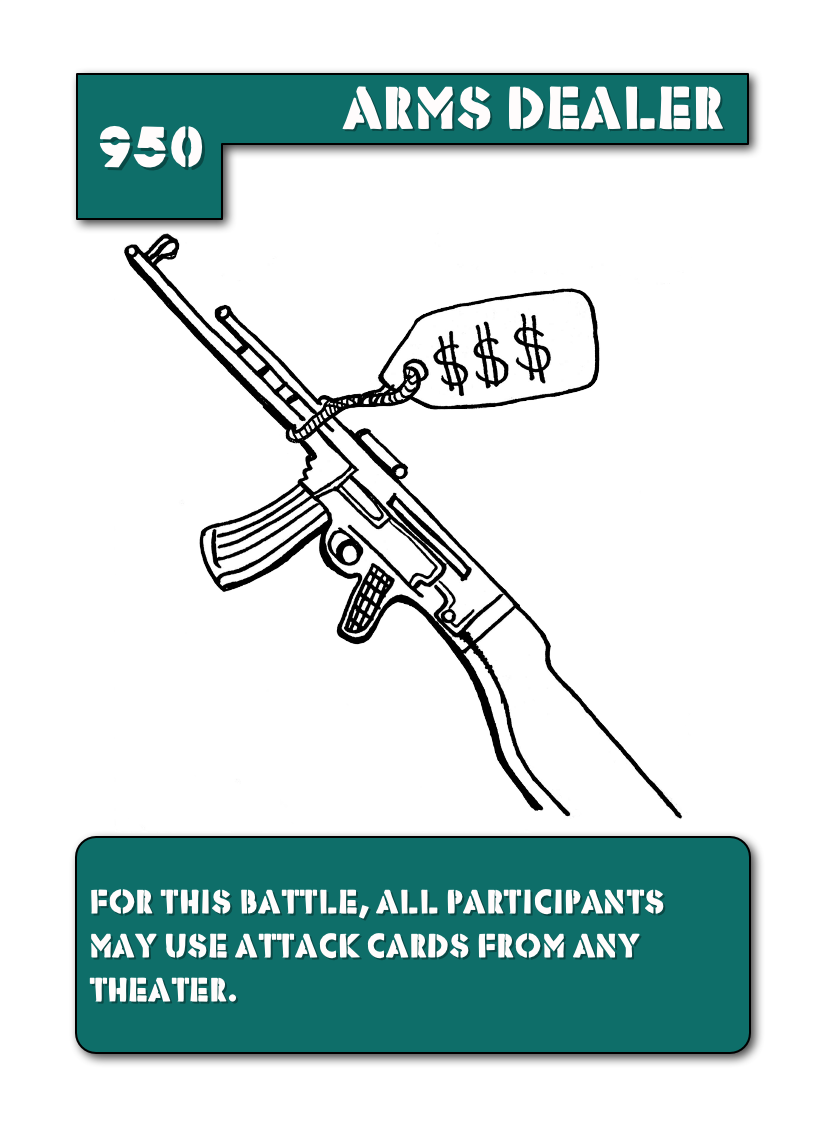 ARMS DEALER
950
$$$
FOR THIS BATTLE, ALL PARTICIPANTS
MAY USE ATTACK CARDS FROM ANY
THEATER.